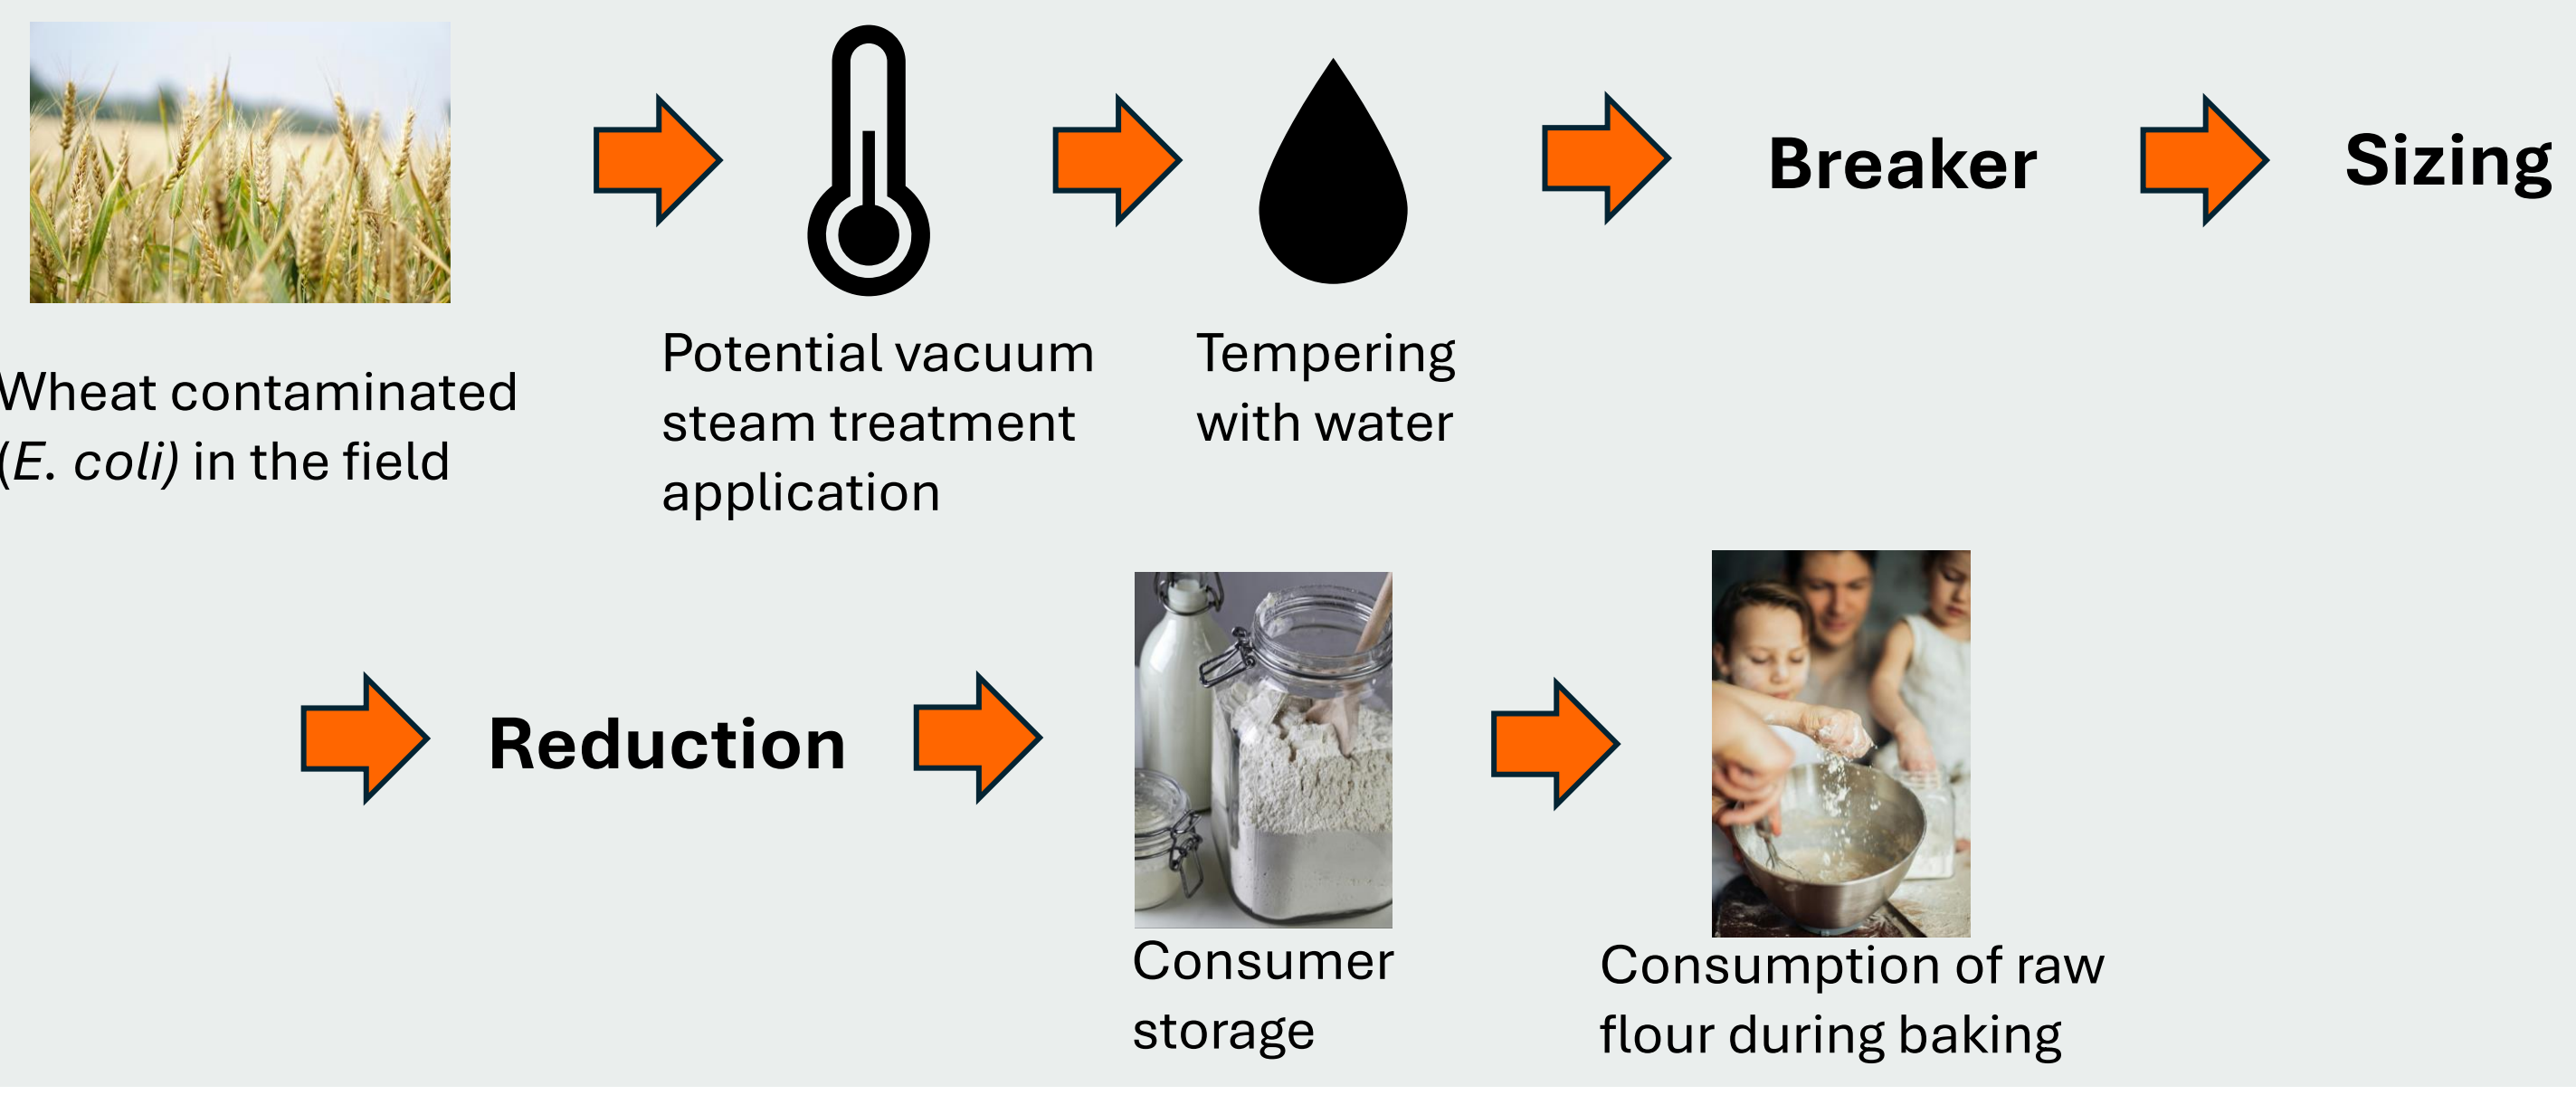 Breaker
Sizing
Wheat contaminated
(E. coli) in the field
Potential vacuum
steam treatment
application
Tempering
with water
Reduction
Consumer
storage
Consumption of raw
flour during baking